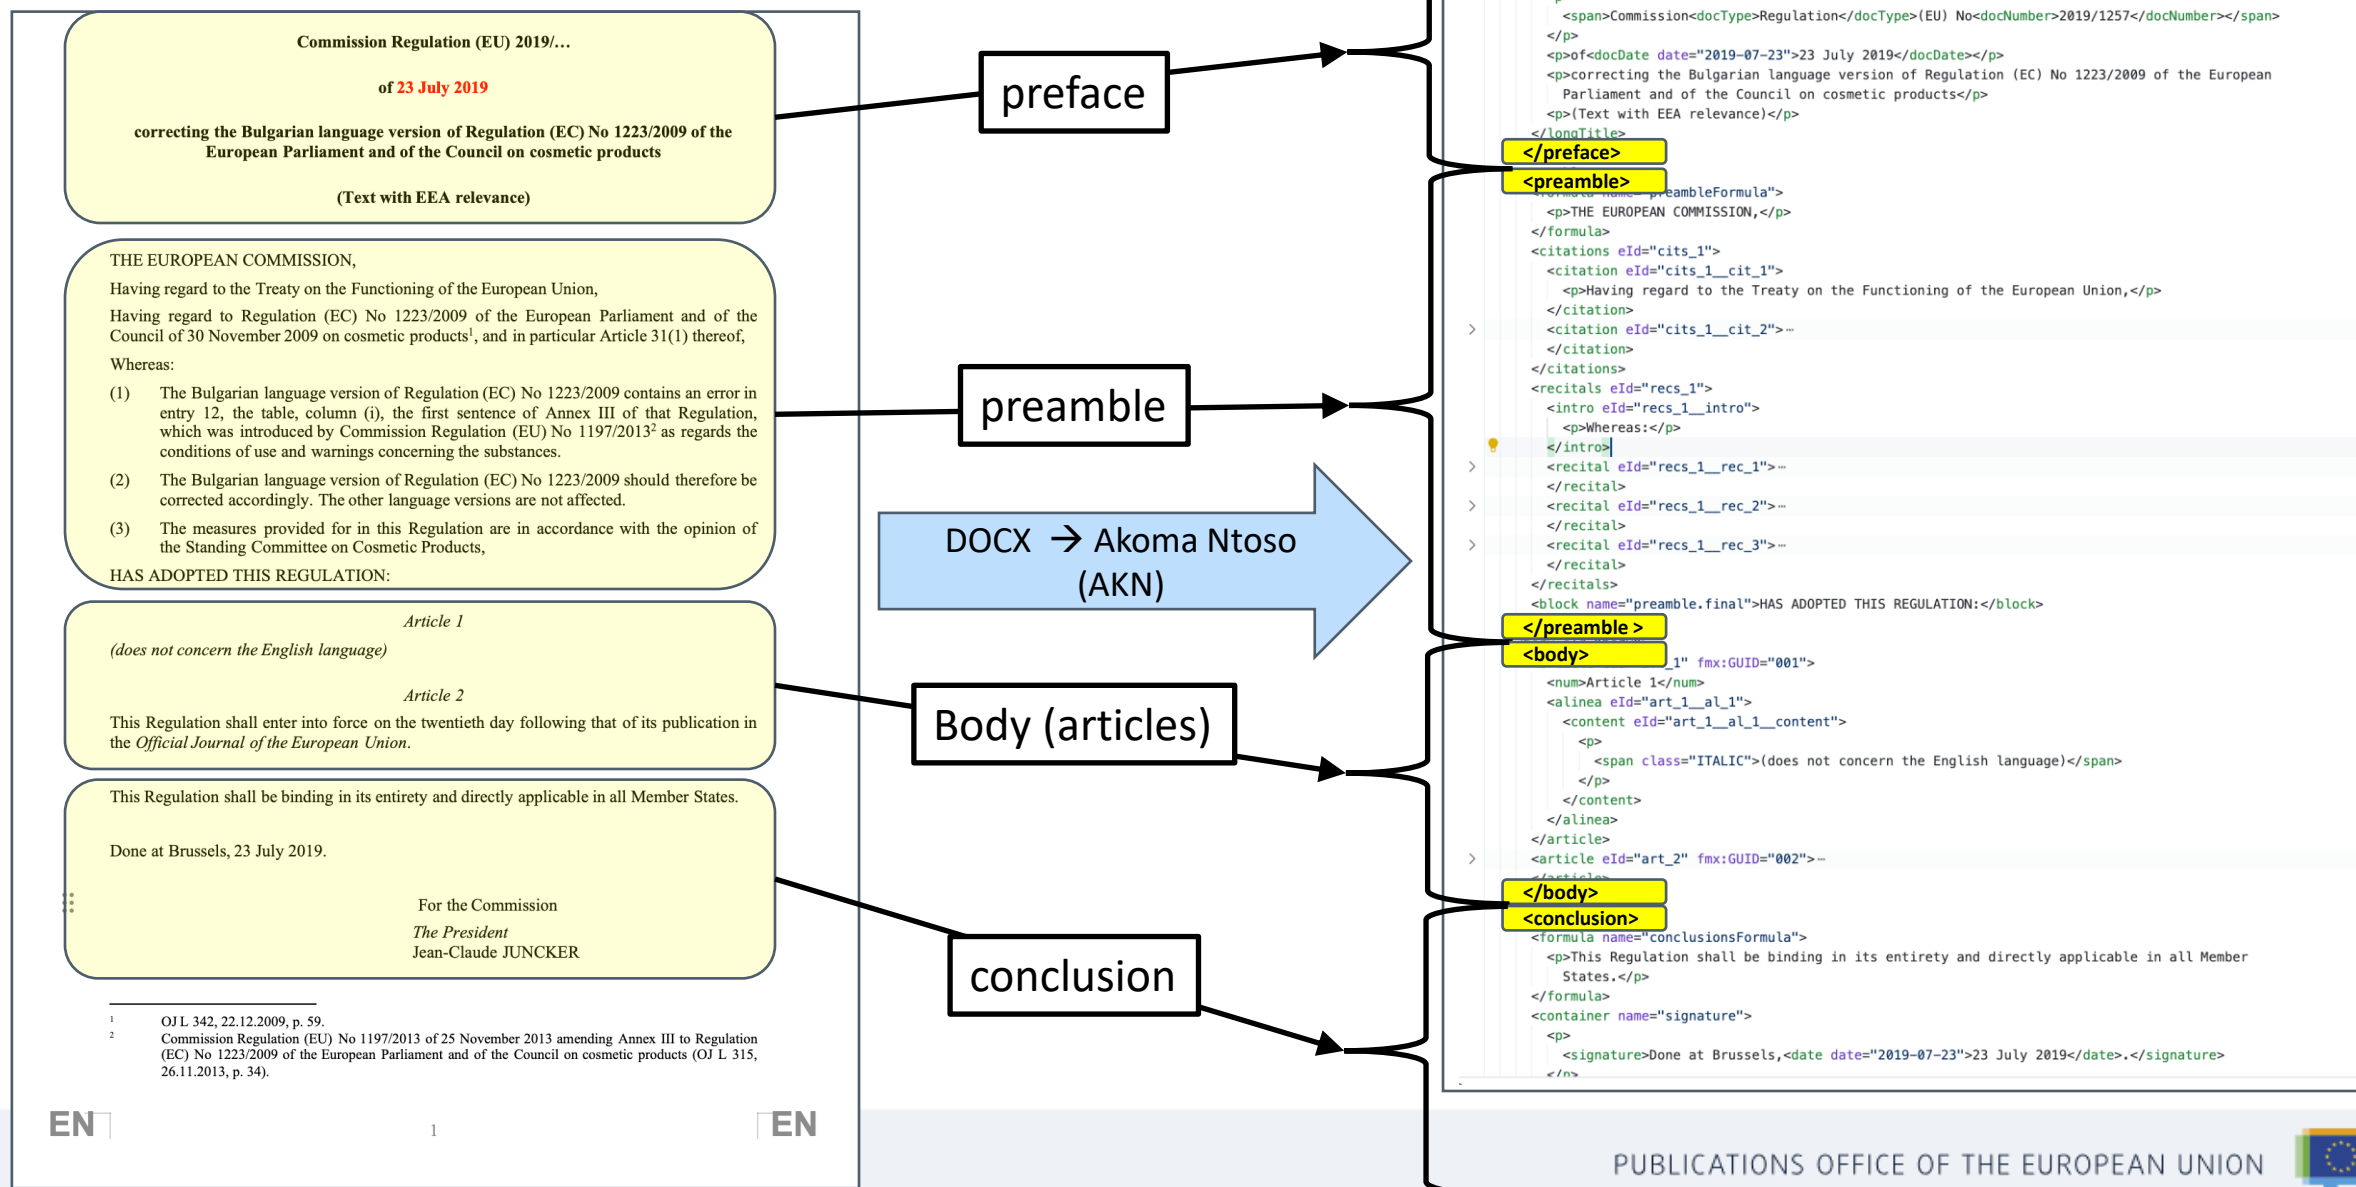 Commission Regulation (EU) 2019/…
of 23 July 2019
correcting the Bulgarian language version of Regulation (EC) No 1223/2009 of the
European Parliament and of the Council on cosmetic products
(Text with EEA relevance)
THE EUROPEAN COMMISSION,
Having regard to the Treaty on the Functioning of the European Union,
Having regard to Regulation (EC) No 1223/2009 of the European Parliament and of the
Council of 30 November 2009 on cosmetic products1, and in particular Article 31(1) thereof,
Whereas:
(1) The Bulgarian language version of Regulation (EC) No 1223/2009 contains an error in
entry 12, the table, column (i), the first sentence of Annex III of that Regulation,
which was introduced by Commission Regulation (EU) No 1197/20132 as regards the
conditions of use and warnings concerning the substances.
(2) The Bulgarian language version of Regulation (EC) No 1223/2009 should therefore be
corrected accordingly. The other language versions are not affected.
(3) The measures provided for in this Regulation are in accordance with the opinion of
the Standing Committee on Cosmetic Products,
HAS ADOPTED THIS REGULATION:
Article 1
(does not concern the English language)
Article 2
This Regulation shall enter into force on the twentieth day following that of its publication in
the Official Journal of the European Union.
This Regulation shall be binding in its entirety and directly applicable in all Member States.
Done at Brussels, 23 July 2019.
For the Commission
The President
Jean-Claude JUNCKER
1 OJ L 342, 22.12.2009, p. 59.
2 Commission Regulation (EU) No 1197/2013 of 25 November 2013 amending Annex III to Regulation
(EC) No 1223/2009 of the European Parliament and of the Council on cosmetic products (OJ L 315,
26.11.2013, p. 34).
EN 1 EN
preface
preamble
DOCX → Akoma Ntoso
(AKN)
Body (articles)
conclusion
<span>Commission<docType>Regulation</docType>(EU) No<docNumber>2019/1257</docNumber></span>
</p>
<p>of<docDate date="2019-07-23">23 July 2019</docDate></p>
<p>correcting the Bulgarian language version of Regulation (EC) No 1223/2009 of the European
Parliament and of the Council on cosmetic products</p>
<p>(Text with EEA relevance)</p>
</longTitle>
</preface>
<preamble>
preambleFormula">
<p>THE EUROPEAN COMMISSION,</p>
</formula>
<citations eId="cits_1">
<citation eId="cits_1__cit_1">
<p>Having regard to the Treaty on the Functioning of the European Union,</p>
</citation>
<citation eId="cits_1__cit_2">…
</citation>
</citations>
<recitals eId="recs_1">
<intro eId="recs_1__intro">
<p>Whereas:</p>
</intro>
<recital eId="recs_1__rec_1">…
</recital>
<recital eId="recs_1__rec_2">…
</recital>
<recital eId="recs_1__rec_3">…
</recital>
</recitals>
<block name="preamble.final">HAS ADOPTED THIS REGULATION:</block>
</preamble >
<body>
_1" fmx:GUID="001">
<num>Article 1</num>
<alinea eId="art_1__al_1">
<content eId="art_1__al_1__content">
<p>
<span class="ITALIC">(does not concern the English language)</span>
</p>
</content>
</alinea>
</article>
<article eId="art_2" fmx:GUID="002">…
</article>
</body>
<conclusion>
<formula name="conclusionsFormula">
<p>This Regulation shall be binding in its entirety and directly applicable in all Member
States.</p>
</formula>
<container name="signature">
<p>
<signature>Done at Brussels,<date date="2019-07-23">23 July 2019</date>.</signature>
</p>
PUBLICATIONS OFFICE OF THE EUROPEAN UNION